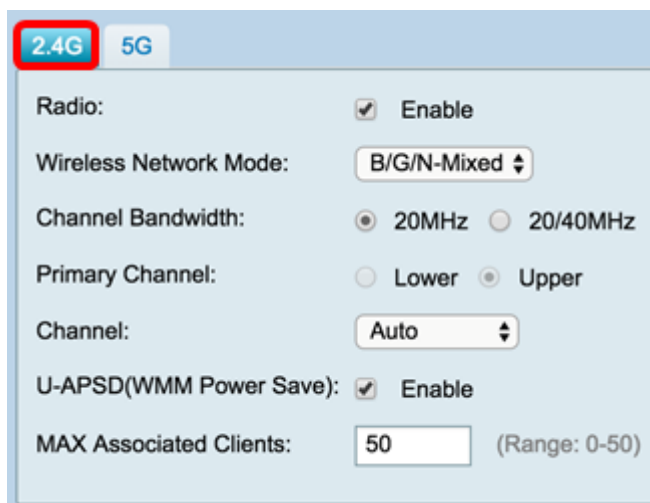 2.4G 5G
Radio: Enable
Wireless Network Mode: B/G/N-Mixed
Channel Bandwidth: 20MHz 20/40MHz
Primary Channel: Lower Upper
Channel: Auto
U-APSD(WMM Power Save): Enable
MAX Associated Clients: 50 (Range: 0-50)